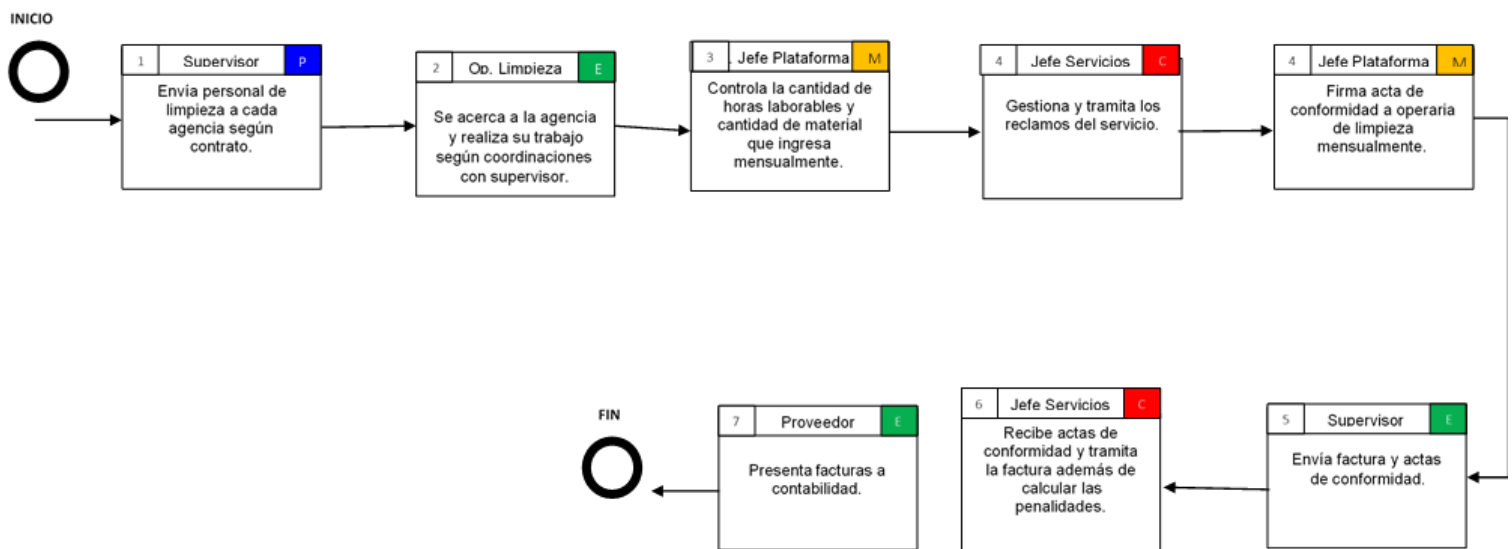 INICIO
1 Supervisor P
Envía personal de
limpieza a cada
agencia según
contrato.
2 Op. Limpieza E
Se acerca a la agencia
y realiza su trabajo
según coordinaciones
con supervisor.
3 . Jefe Plataforma M
Controla la cantidad de
horas laborables y
cantidad de material
que ingresa
mensualmente.
4 Jefe Servicios C
Gestiona y tramita los
reclamos del servicio.
4 Jefe Plataforma M
Firma acta de
conformidad a operaria
de limpieza
mensualmente.
5 Supervisor E
Envía factura y actas
de conformidad.
6 Jefe Servicios C
Recibe actas de
conformidad y tramita
la factura además de
calcular las
penalidades.
7 Proveedor E
Presenta facturas a
contabilidad.
FIN